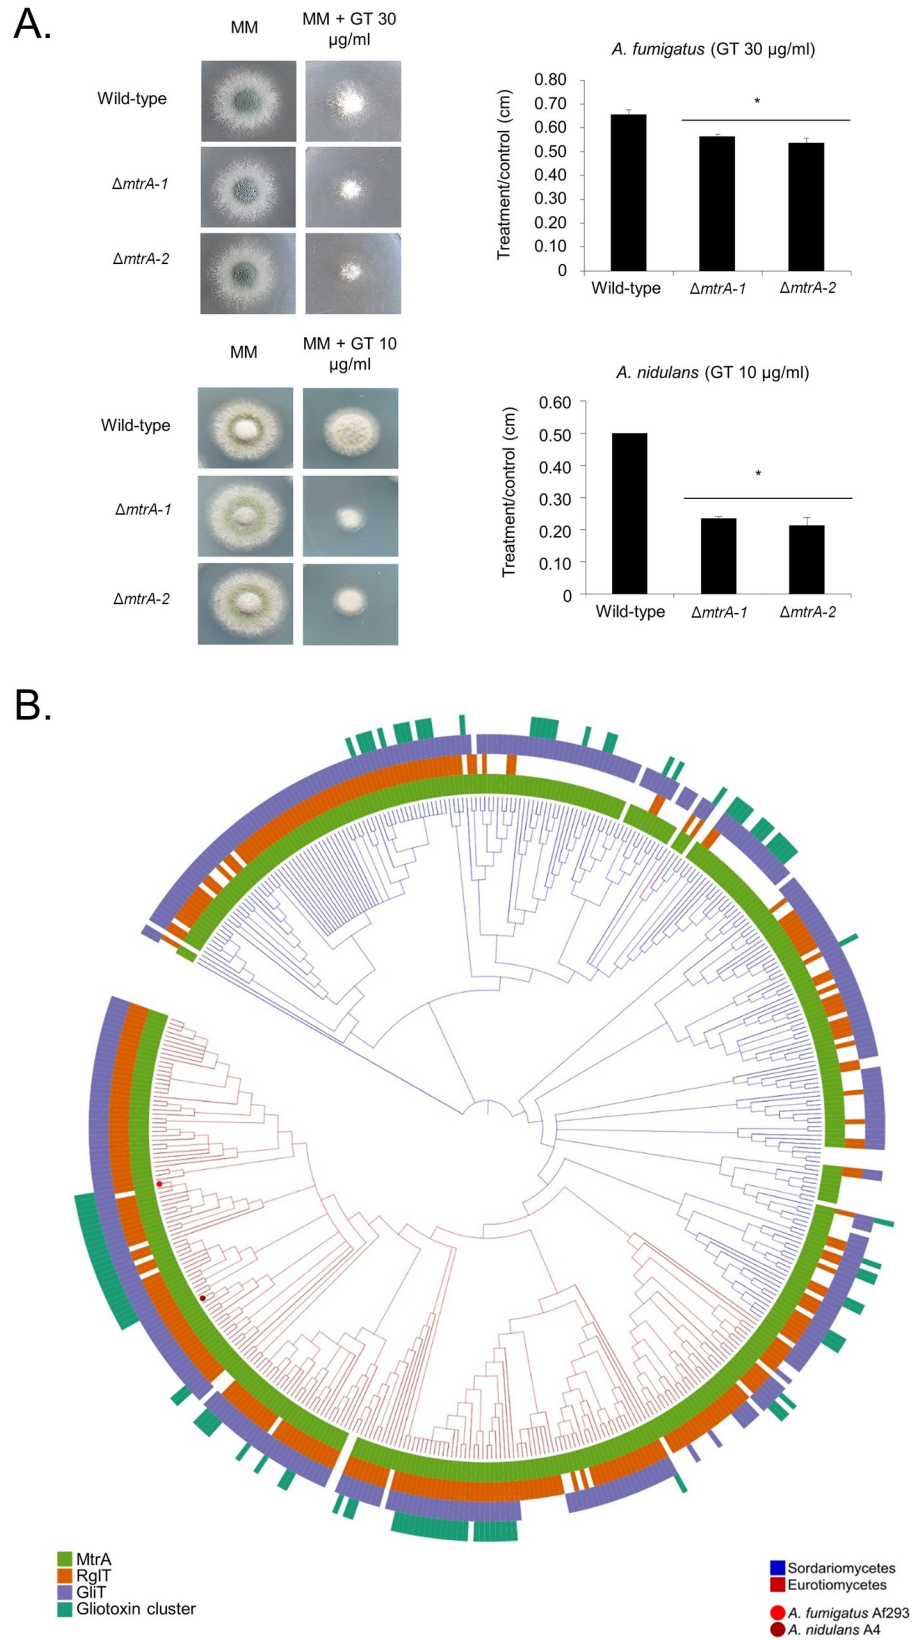 A.
MM
MM + GT 30
µg/ml
Wild-type
ΔmtrA-1
ΔmtrA-2
A. fumigatus (GT 30 µg/ml)
Treatment/control (cm)
0.80
0.70
0.60
0.50
0.40
0.30
0.20
0.10
0
*
Wild-type
ΔmtrA-1
ΔmtrA-2
MM
MM + GT 10
µg/ml
Wild-type
ΔmtrA-1
ΔmtrA-2
A. nidulans (GT 10 µg/ml)
Treatment/control (cm)
0.60
0.50
0.40
0.30
0.20
0.10
0
*
Wild-type
ΔmtrA-1
ΔmtrA-2
B.
MtrA
RglT
GliT
Gliotoxin cluster
Sordariomycetes
Eurotiomycetes
A. fumigatus Af293
A. nidulans A4